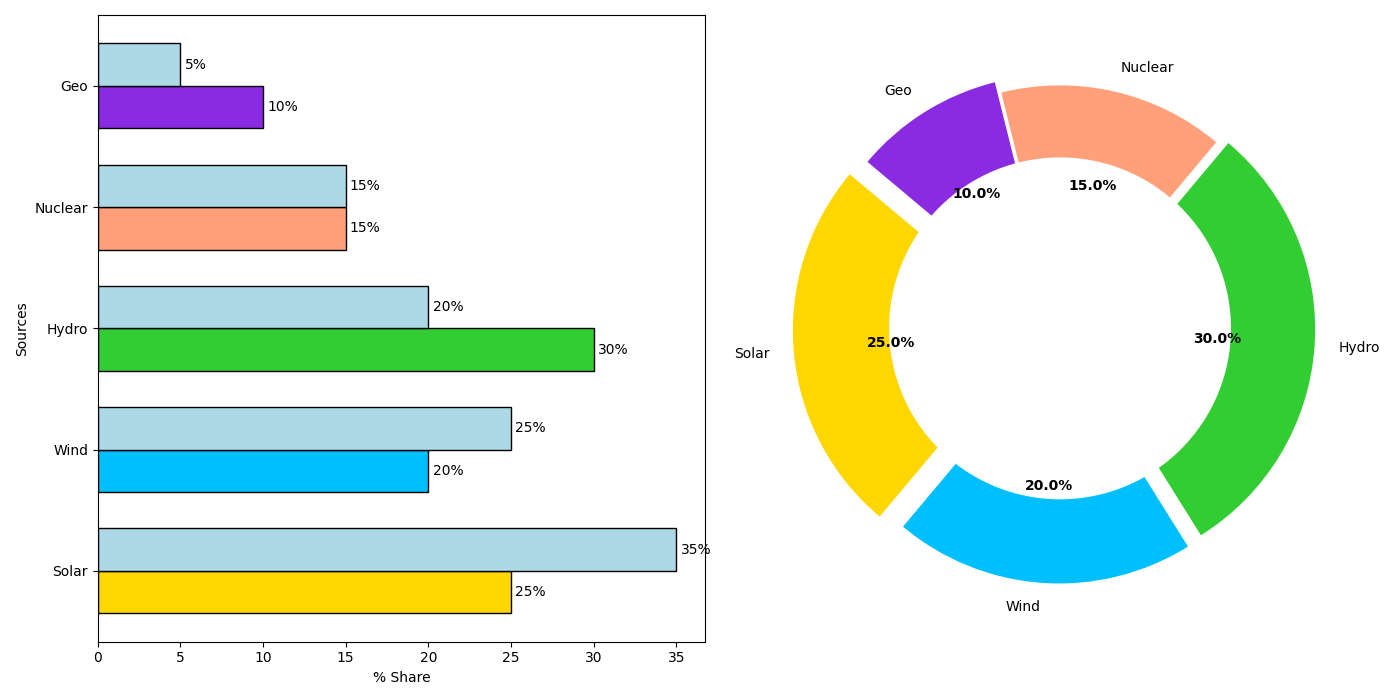 Sources
Geo
5%
10%
Nuclear
15%
15%
Hydro
20%
30%
Wind
25%
20%
Solar
35%
25%
0 5 10 15 20 25 30 35
% Share
Nuclear
Geo
10.0%
15.0%
Solar
25.0%
30.0%
Hydro
20.0%
Wind